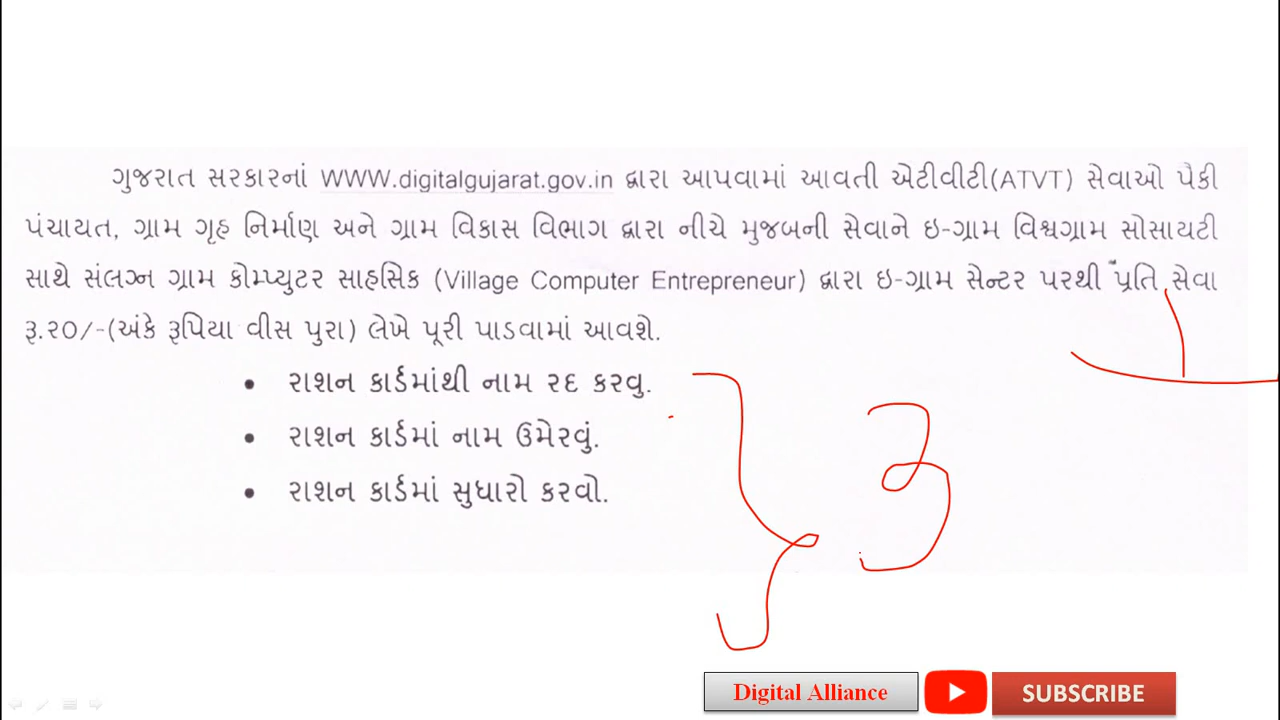 ગુજરાત સરકારનાં WWW.digitalgujarat.gov.in દ્વારા આપવામાં આવતી એટીવીટી(ATVT) સેવાઓ પૈકી
પંચાયત, ગ્રામ ગૃહ નિર્માણ અને ગ્રામ વિકાસ વિભાગ દ્વારા નીચે મુજબની સેવાને ઇ-ગ્રામ વિશ્વગ્રામ સોસાયટી
સાથે સંલગ્ન ગ્રામ કોમ્પ્યુટર સાહસિક (Village Computer Entrepreneur) દ્વારા ઇ-ગ્રામ સેન્ટર પરથી પ્રતિ સેવા
રૂ.૨૦/-(અંકે રૂપિયા વીસ પુરા) લેખે પૂરી પાડવામાં આવશે.
• રાશન કાર્ડમાંથી નામ રદ કરવુ.
• રાશન કાર્ડમાં નામ ઉમેરવું.
• રાશન કાર્ડમાં સુધારો કરવો.
3
Digital Alliance SUBSCRIBE